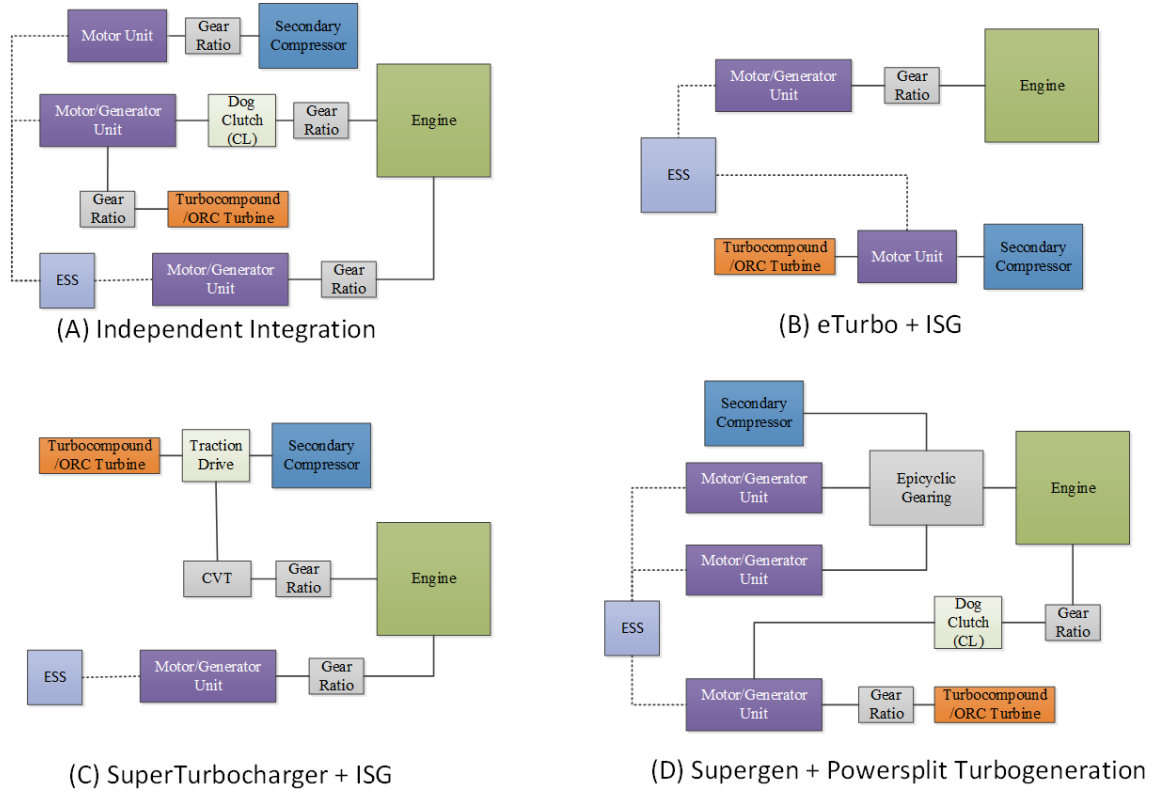 Motor Unit
Gear
Ratio
Secondary
Compressor
Motor/Generator
Unit
Dog
Clutch
(CL)
Gear
Ratio
Engine
Gear
Ratio
Turbocompound
/ORC Turbine
ESS
Motor/Generator
Unit
Gear
Ratio
(A) Independent Integration
Motor/Generator
Unit
Gear
Ratio
Engine
ESS
Turbocompound
/ORC Turbine
Motor Unit
Secondary
Compressor
(B) eTurbo + ISG
Turbocompound
/ORC Turbine
Traction
Drive
Secondary
Compressor
CVT
Gear
Ratio
Engine
ESS
Motor/Generator
Unit
Gear
Ratio
(C) SuperTurbocharger + ISG
Secondary
Compressor
Motor/Generator
Unit
Epicyclic
Gearing
Engine
Motor/Generator
Unit
ESS
Dog
Clutch
(CL)
Gear
Ratio
Motor/Generator
Unit
Gear
Ratio
Turbocompound
/ORC Turbine
(D) Supergen + Powersplit Turbogeneration